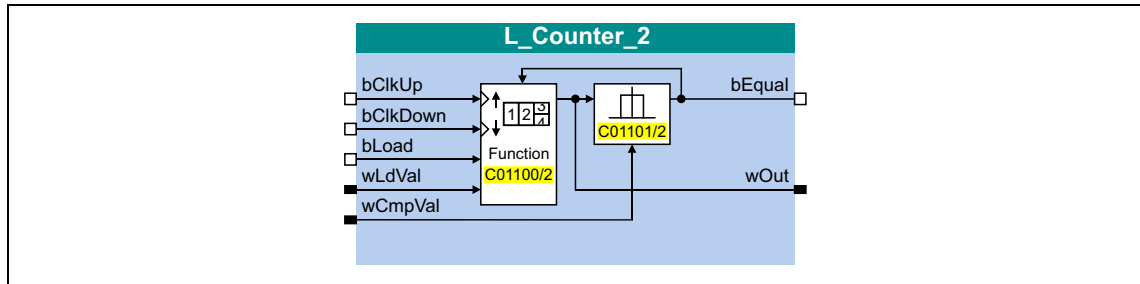 L_Counter_2
bClkUp
bEqual
bClkDown
1 2 3 4
C01101/2
bLoad
Function
wLdVal
C01100/2
wOut
wCmpVal